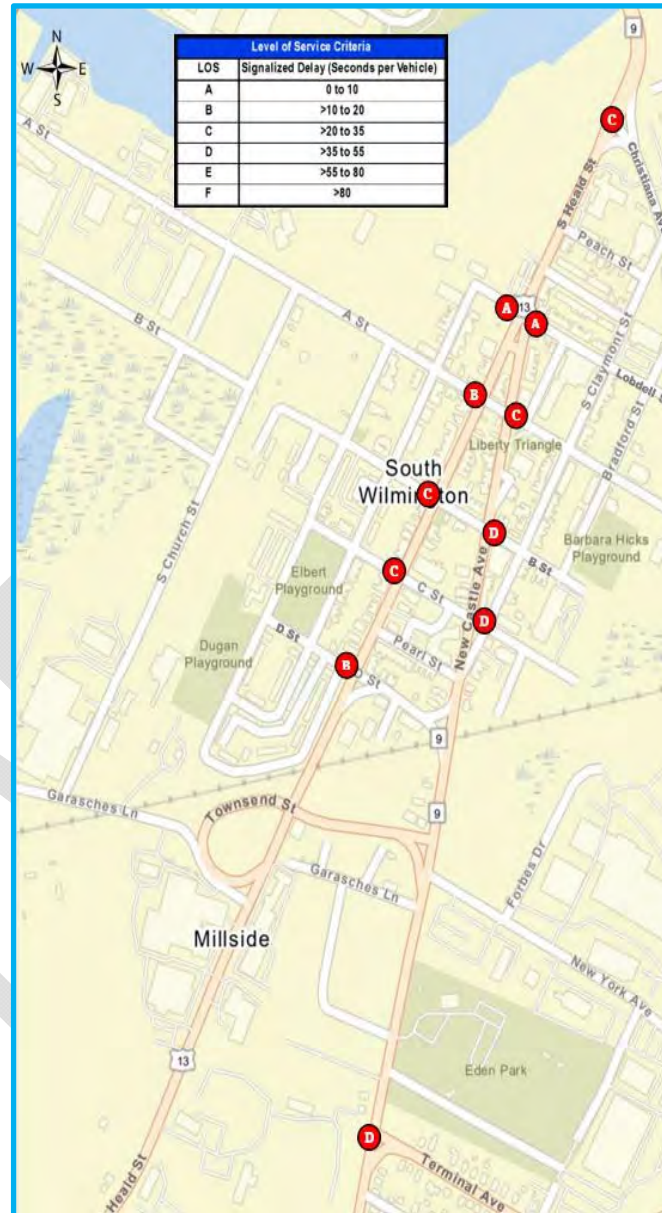 9
N
W E
S
Level of Service Criteria
LOS Signalized Delay (Seconds per Vehicle)
A 0 to 10
B >10 to 20
C >20 to 35
D >35 to 55
E >55 to 80
F >80
A St
C
S Heald St
Christiana Ave
Peach St
B St
A St
A
13
A
S Claymont St
Lobdell
Bradford St
B
C
Liberty Triangle
South
Wilmington
C
S Church St
D
Barbara Hicks
Playground
B St
New Castle Ave
Elbert
Playground
C
C St
D
D St
Pearl St
Dugan
Playground
B
D St
9
Garasches Ln
Townsend St
9
Garasches Ln
Forbes Dr
Millside
New York Ave
13
Eden Park
D
Terminal Ave
Heald St